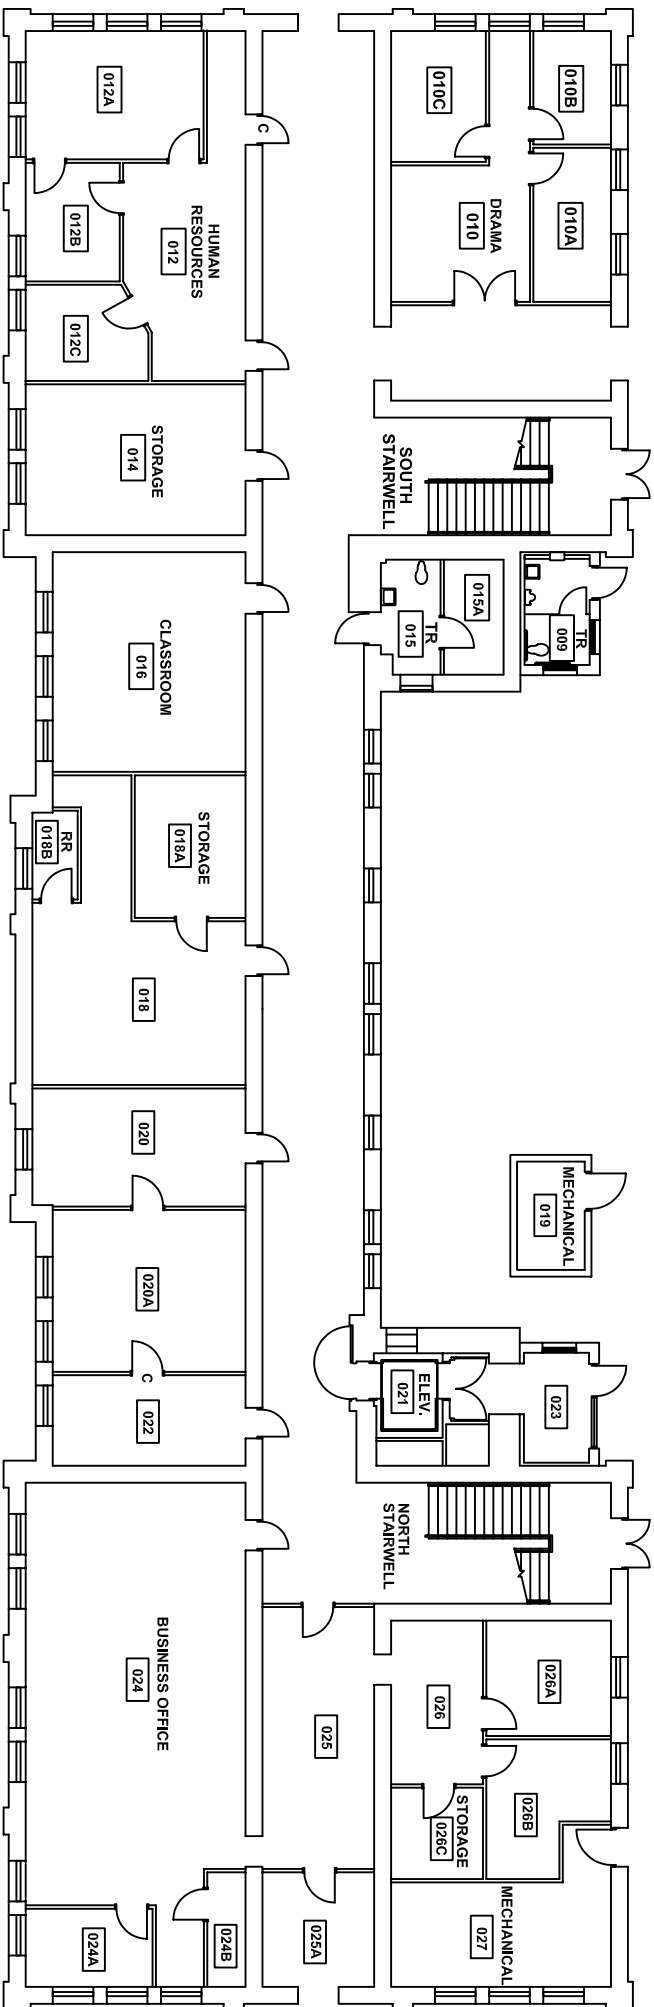 012A
C
HUMAN
RESOURCES
012
012B
012C
STORAGE
014
CLASSROOM
016
STORAGE
018A
RR
018B
018
020
020A
C
022
BUSINESS OFFICE
024
024A
024B
010C
010B
DRAMA
010
010A
SOUTH
STAIRWELL
015A
TR
015
TR
009
MECHANICAL
019
ELEV.
021
023
NORTH
STAIRWELL
025
025A
026
026A
026B
STORAGE
026C
MECHANICAL
027